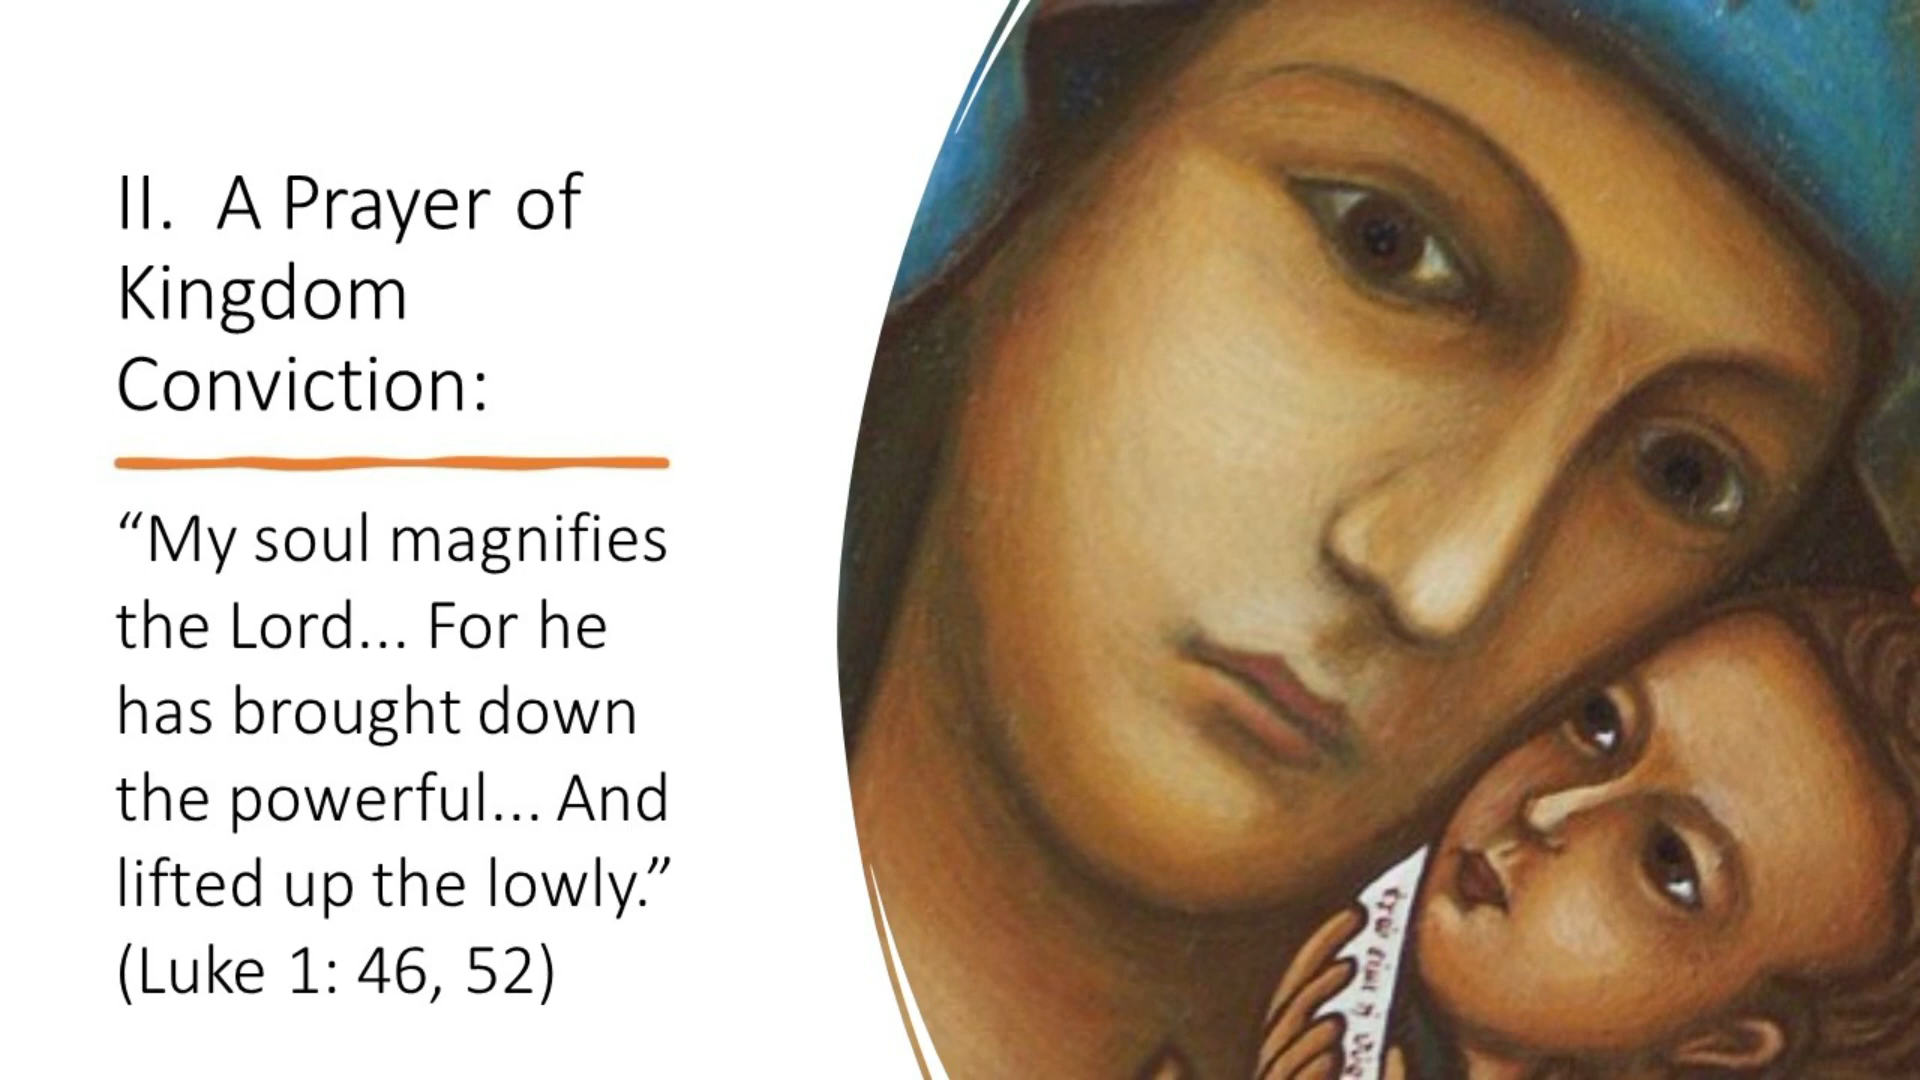 II.  A Prayer of
Kingdom
Conviction:
“My soul magnifies
the Lord… For he
has brought down
the powerful… And
lifted up the lowly.”
(Luke 1: 46, 52)